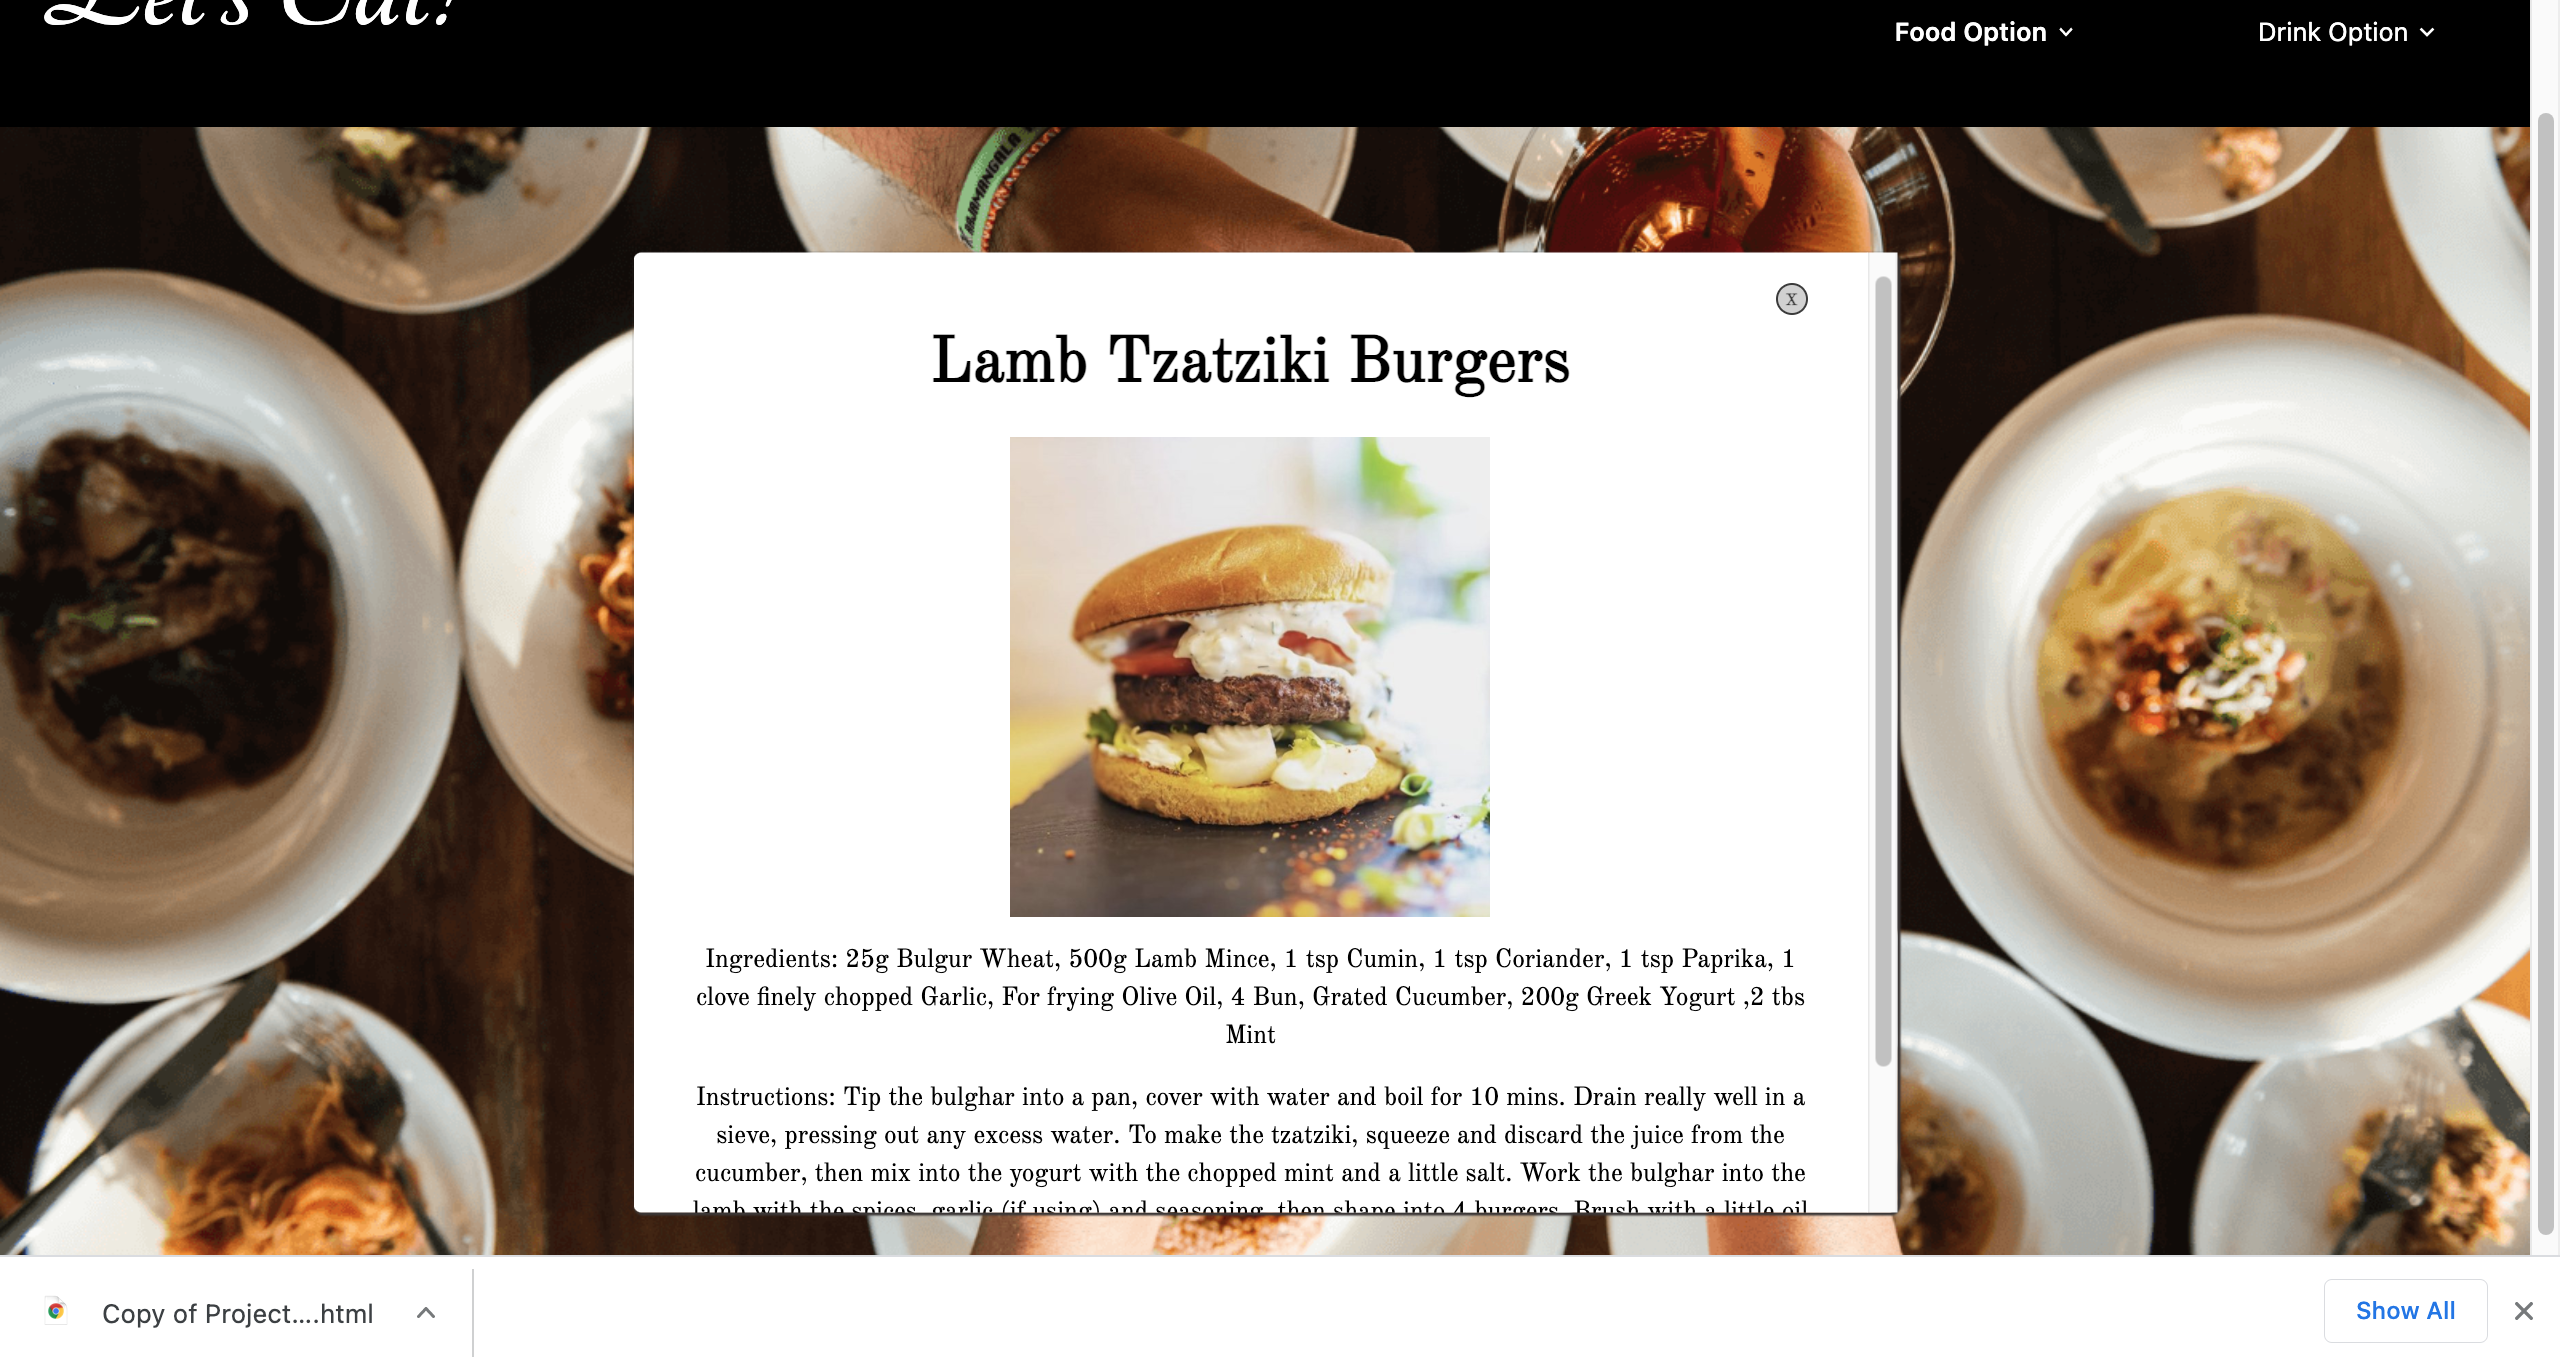 Let's Eat!
Food Option
Drink Option
RAJAMANGALA
X
Lamb Tzatziki Burgers
Ingredients: 25g Bulgur Wheat, 500g Lamb Mince, 1 tsp Cumin, 1 tsp Coriander, 1 tsp Paprika, 1
clove finely chopped Garlic, For frying Olive Oil, 4 Bun, Grated Cucumber, 200g Greek Yogurt ,2 tbs
Mint
Instructions: Tip the bulghar into a pan, cover with water and boil for 10 mins. Drain really well in a
sieve, pressing out any excess water. To make the tzatziki, squeeze and discard the juice from the
cucumber, then mix into the yogurt with the chopped mint and a little salt. Work the bulghar into the
lamb with the spices, garlic (if using) and seasoning, then shape into 4 burgers. Brush with a little oil
Copy of Project....html
Show All